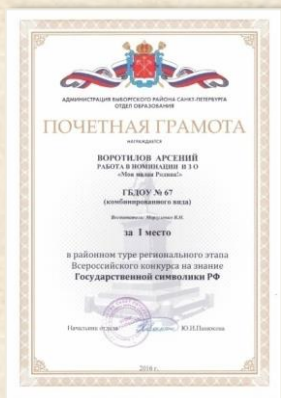 АДМИНИСТРАЦИЯ ВЫБОРГСКОГО РАЙОНА САНКТ-ПЕТЕРБУРГА
ОТДЕЛ ОБРАЗОВАНИЯ
ПОЧЕТНАЯ ГРАМОТА
НАГРАЖДАЕТСЯ
ВОРОТИЛОВ АРСЕНИЙ
РАБОТА В НОМИНАЦИИ И З О
«Моя малая Родина!»
ГБДОУ № 67
(комбинированного вида)
за I место
в районном туре регионального этапа
Всероссийского конкурса на знание
Государственной символики РФ
Начальник отдела
2016 г.